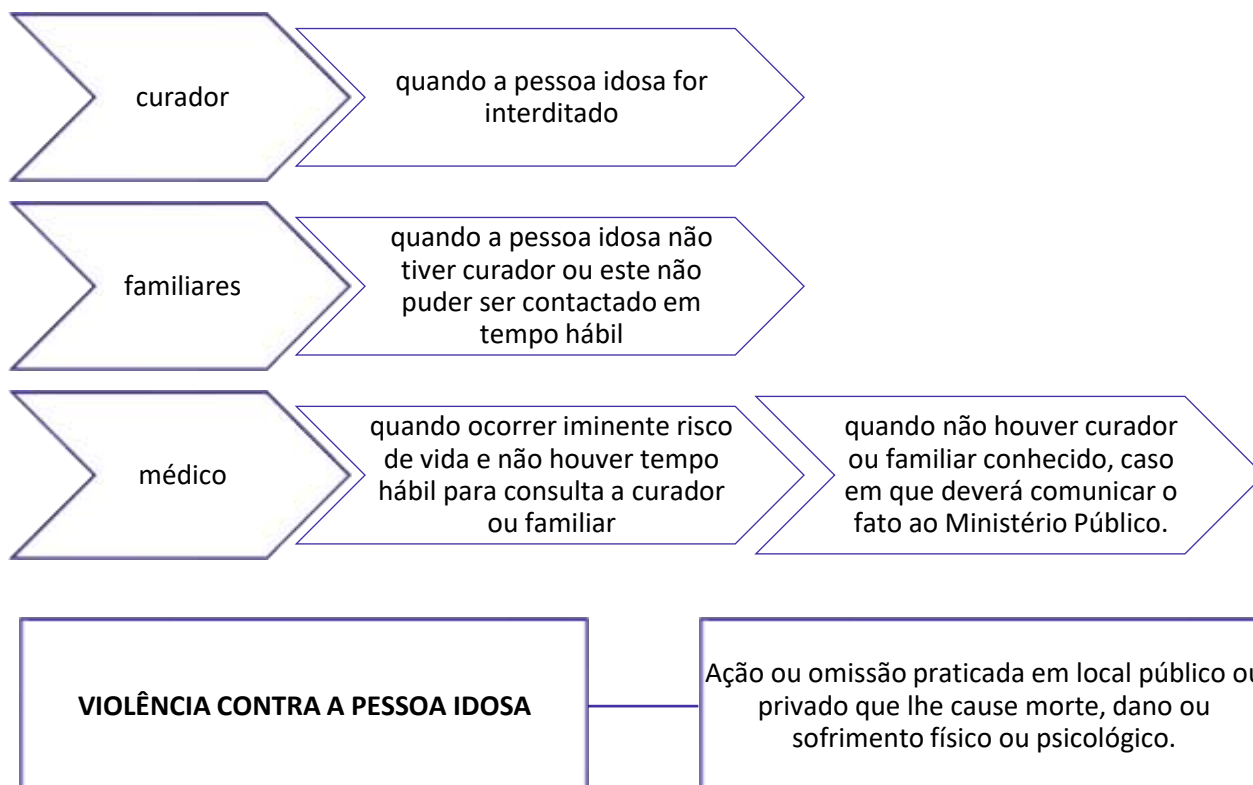 curador
quando a pessoa idosa for
interditado
familiares
quando a pessoa idosa não
tiver curador ou este não
puder ser contactado em
tempo hábil
médico
quando ocorrer iminente risco
de vida e não houver tempo
hábil para consulta a curador
ou familiar
quando não houver curador
ou familiar conhecido, caso
em que deverá comunicar o
fato ao Ministério Público.
VIOLÊNCIA CONTRA A PESSOA IDOSA
Ação ou omissão praticada em local público ou
privado que lhe cause morte, dano ou
sofrimento físico ou psicológico.